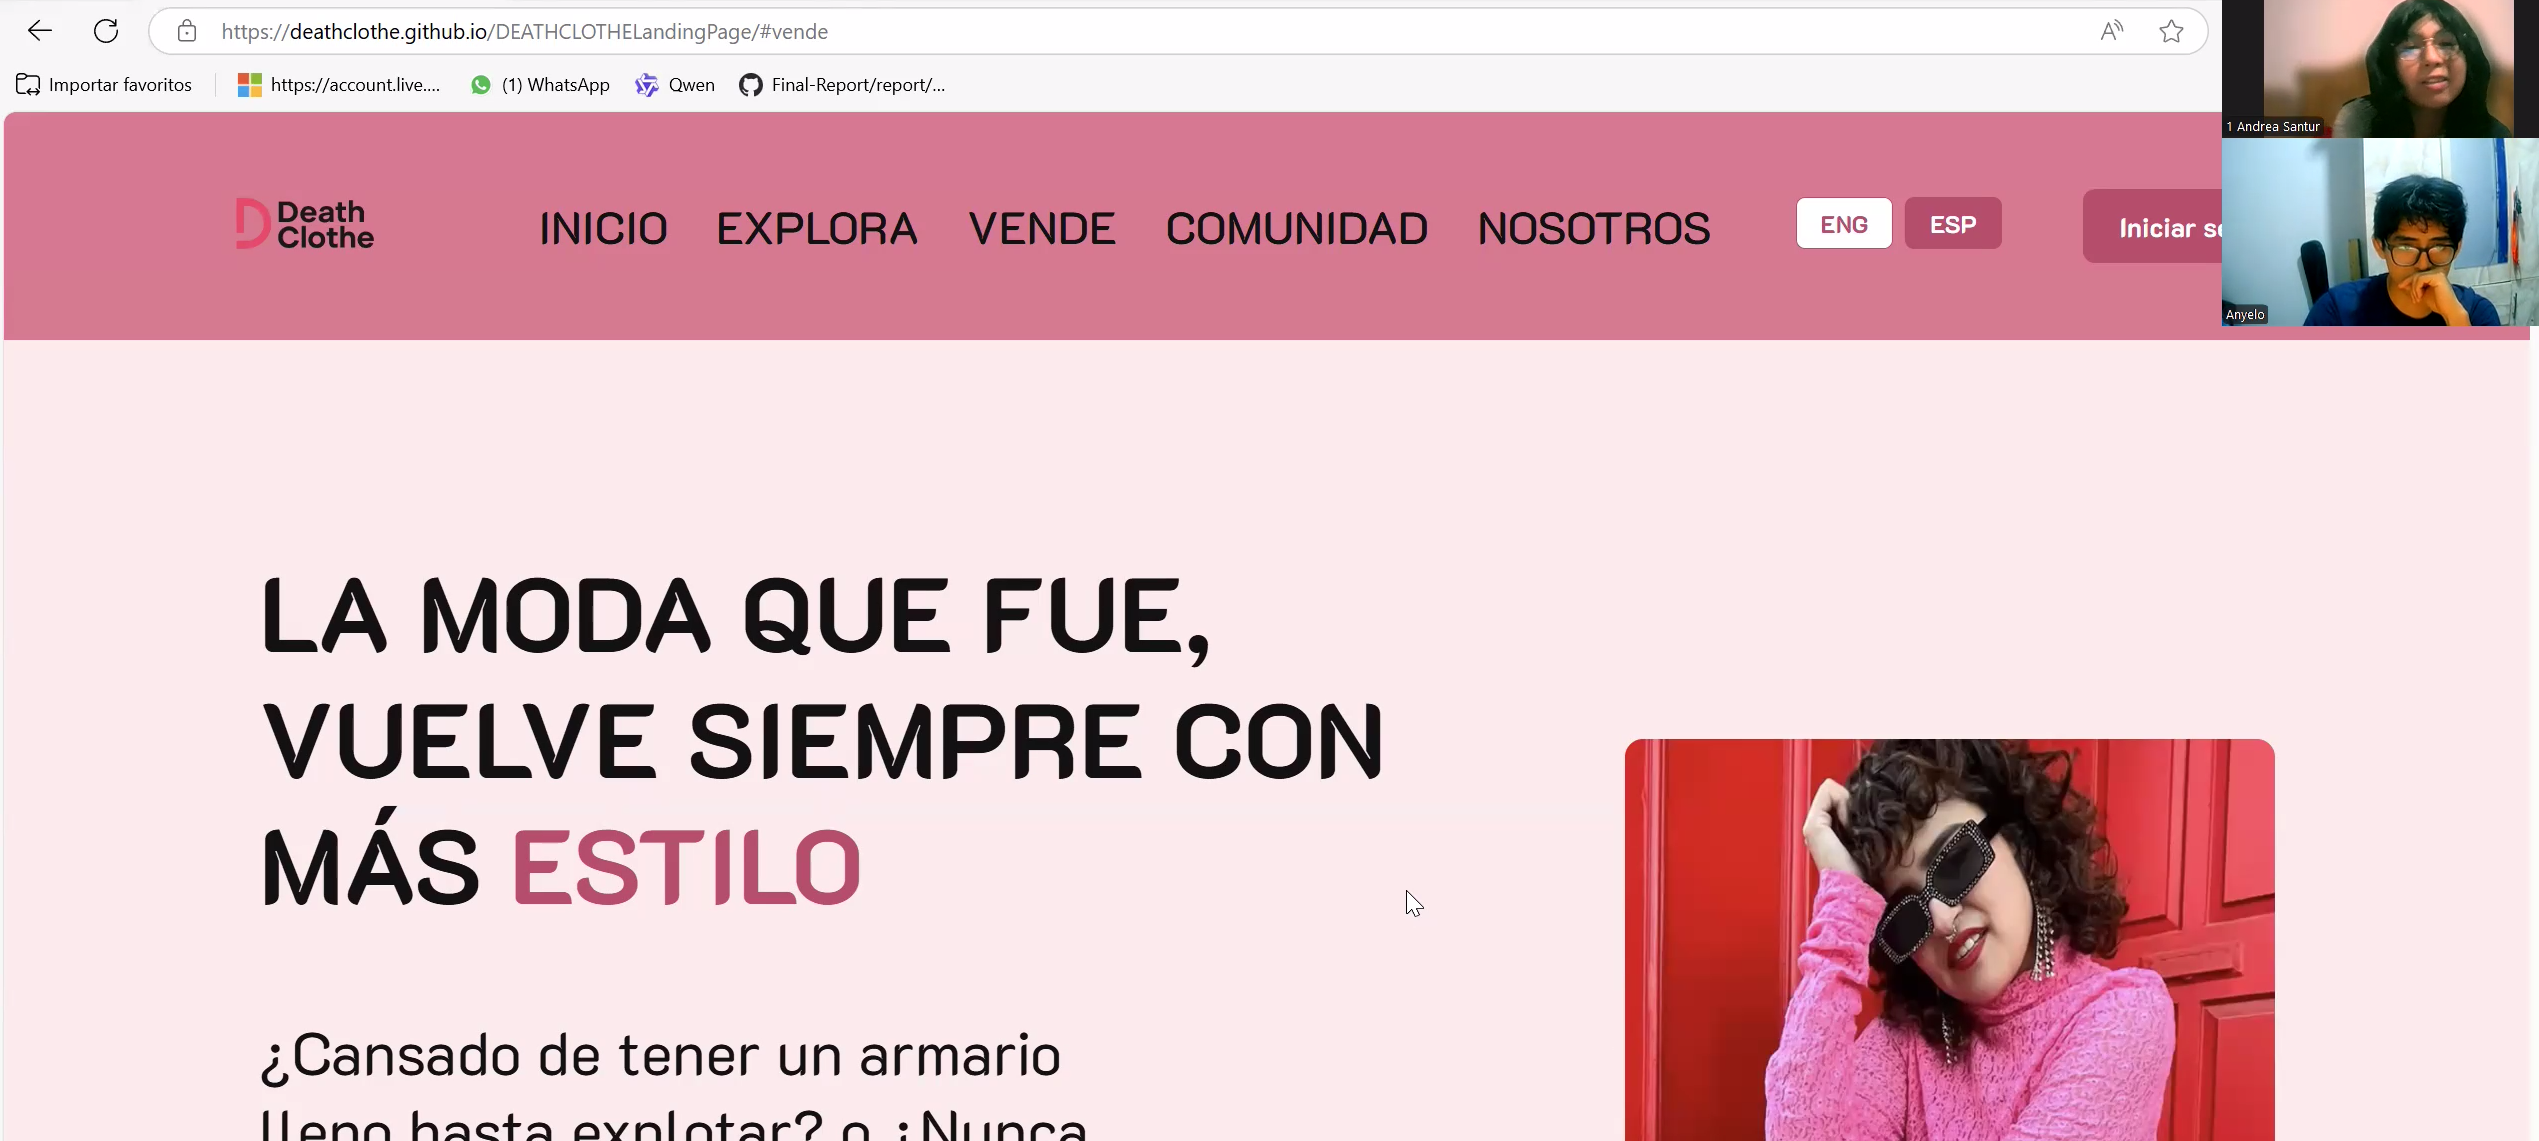 https://deathclothe.github.io/DEATHCLOTHELandingPage/#vende
Importar favoritos
https://account.live....
(1) WhatsApp
Qwen
Final-Report/report/...
1 Andrea Santur
Death
Clothe
INICIO
EXPLORA
VENDE
COMUNIDAD
NOSOTROS
ENG
ESP
Iniciar
Anyelo
LA MODA QUE FUE,
VUELVE SIEMPRE CON
MÁS ESTILO
¿Cansado de tener un armario
lleno hasta explotar? o ¿Nunca